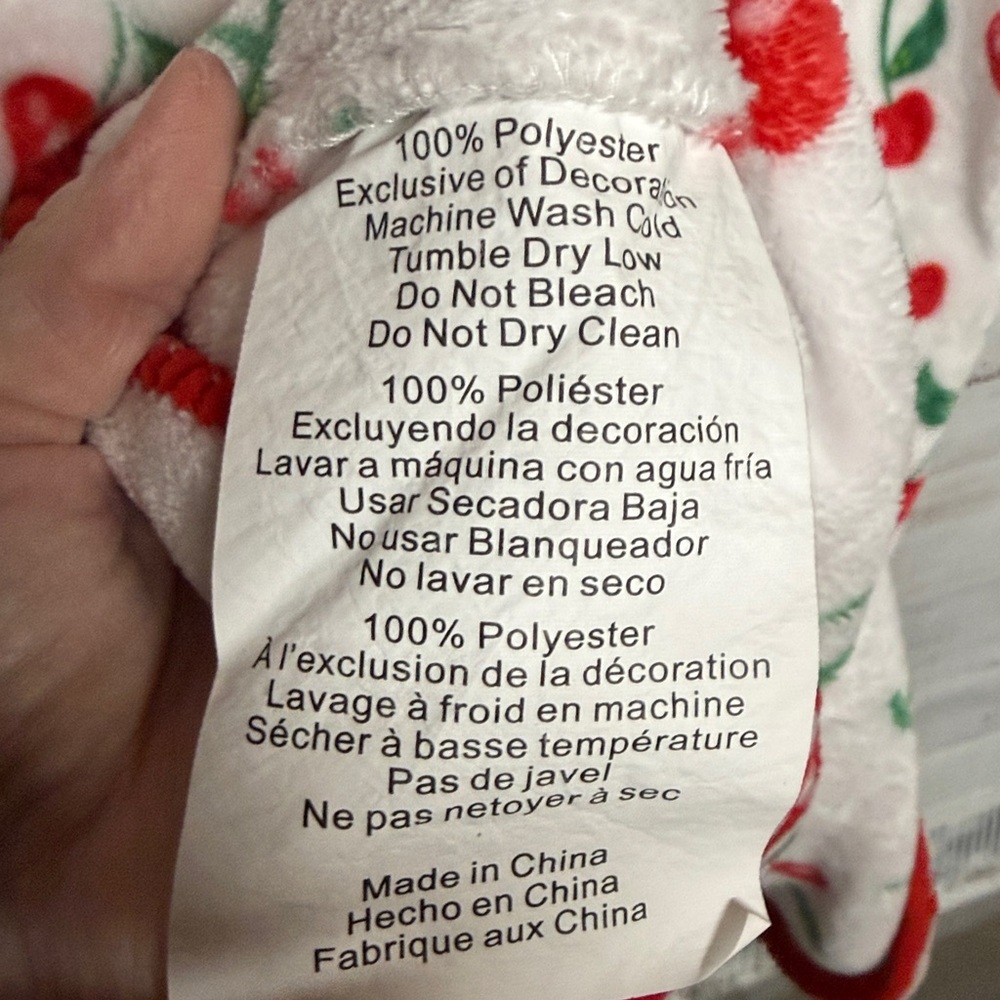 100% Polyester
Exclusive of Decoration
Machine Wash Cold
Tumble Dry Low
Do Not Bleach
Do Not Dry Clean
100% Poliéster
Excluyendo la decoración
Lavar a máquina con agua fría
Usar Secadora Baja
No usar Blanqueador
No lavar en seco
100% Polyester
À l'exclusion de la décoration
Lavage à froid en machine
Sécher à basse température
Pas de javel
Ne pas netoyer à sec
Made in China
Hecho en China
Fabrique aux China